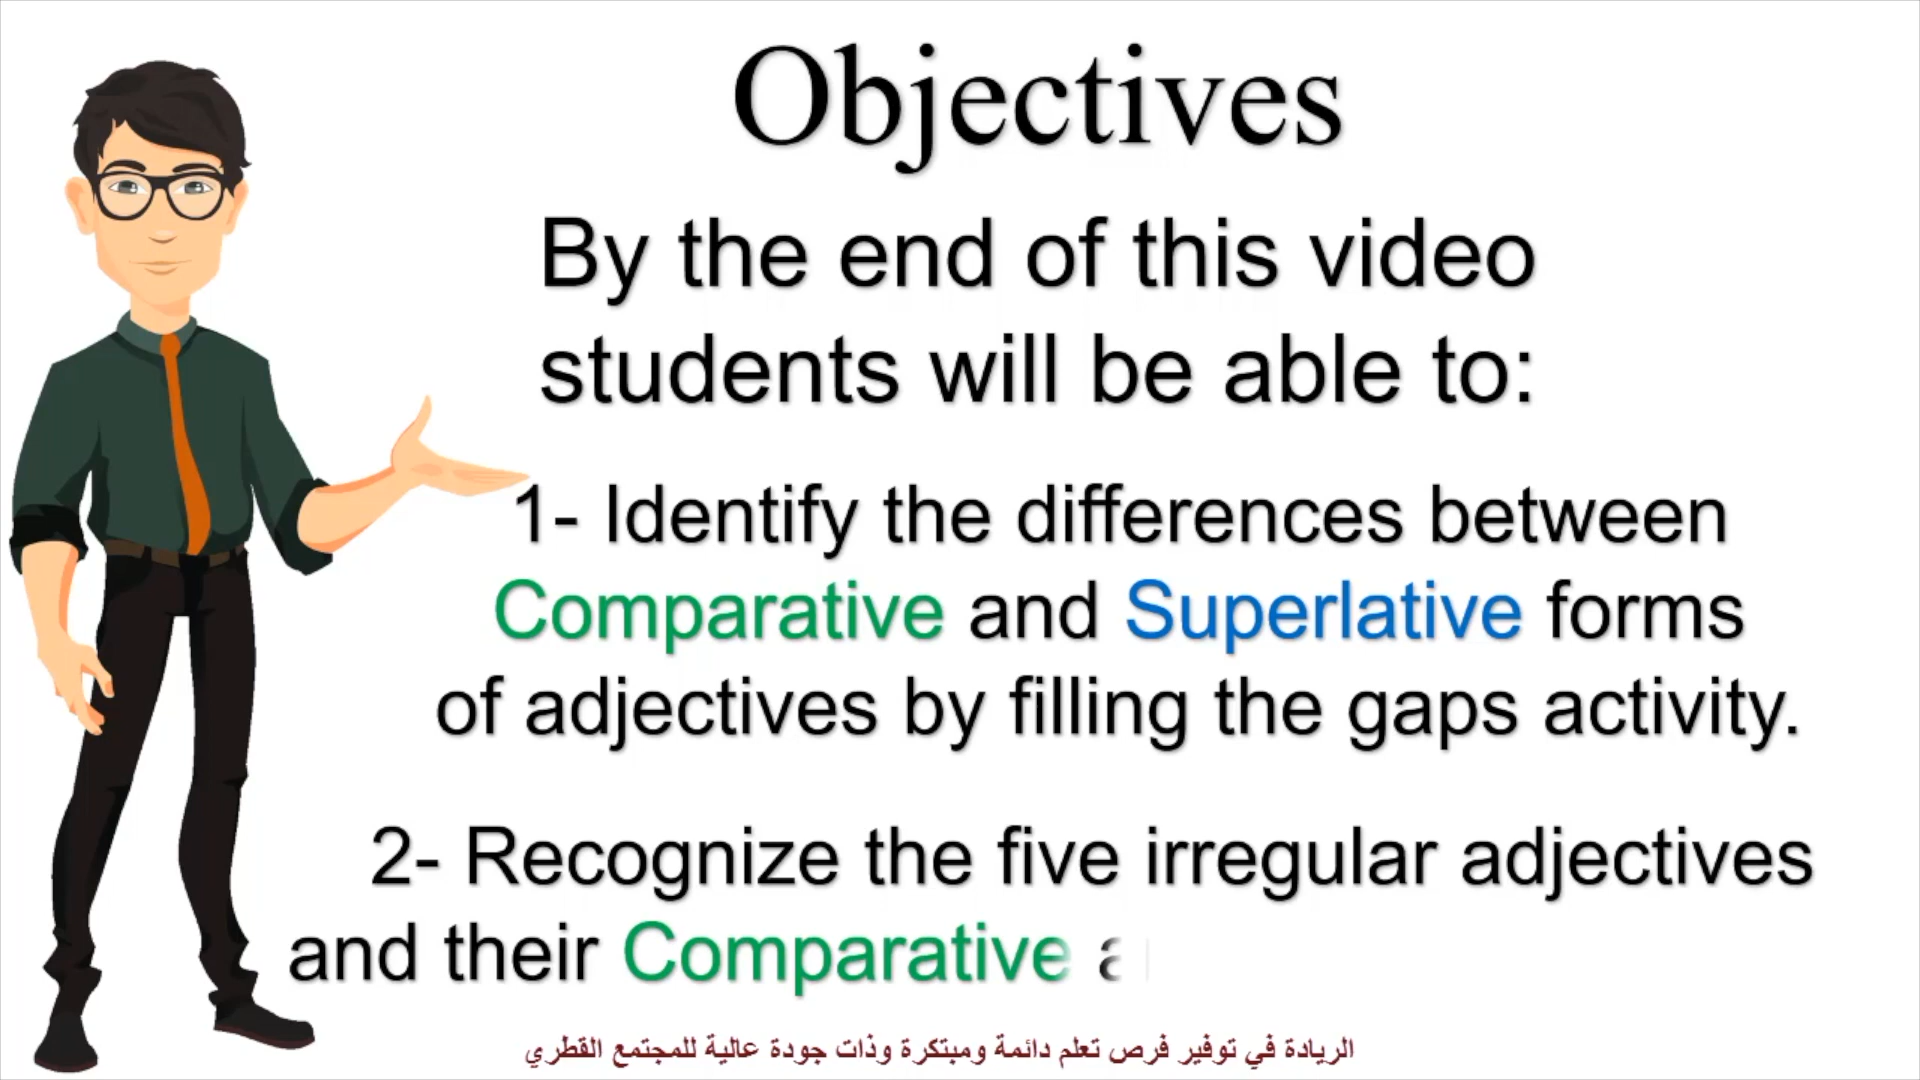 Objectives
By the end of this video
students will be able to:
1- Identify the differences between
Comparative and Superlative forms
of adjectives by filling the gaps activity.
2- Recognize the five irregular adjectives
and their Comparative a
الريادة في توفير فرص تعلم دائمة ومبتكرة وذات جودة عالية للمجتمع القطري